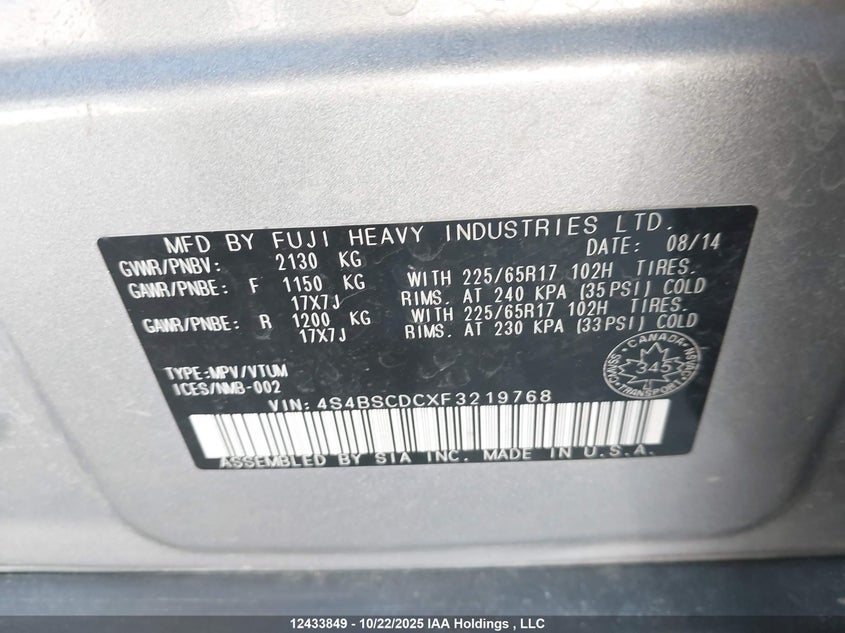 MFD BY FUJI HEAVY INDUSTRIES LTD.
DATE: 08/14
GVWR/PNBV: 2130 KG
GAWR/PNBE: F 1150 KG WITH 225/65R17 102H TIRES.
17X7J RIMS. AT 240 KPA (35PSI) COLD
GAWR/PNBE: R 1200 KG WITH 225/65R17 102H TIRES.
17X7J RIMS. AT 230 KPA (33PSI) COLD
TYPE:MPV/VTUM
ICES/NMB-002
CANADA
345
TRANSPORT
VIN: 4S4BSCDCXF3219768
ASSEMBLED BY SIA INC. MADE IN U.S.A.
12433849 - 10/22/2025 IAA Holdings , LLC